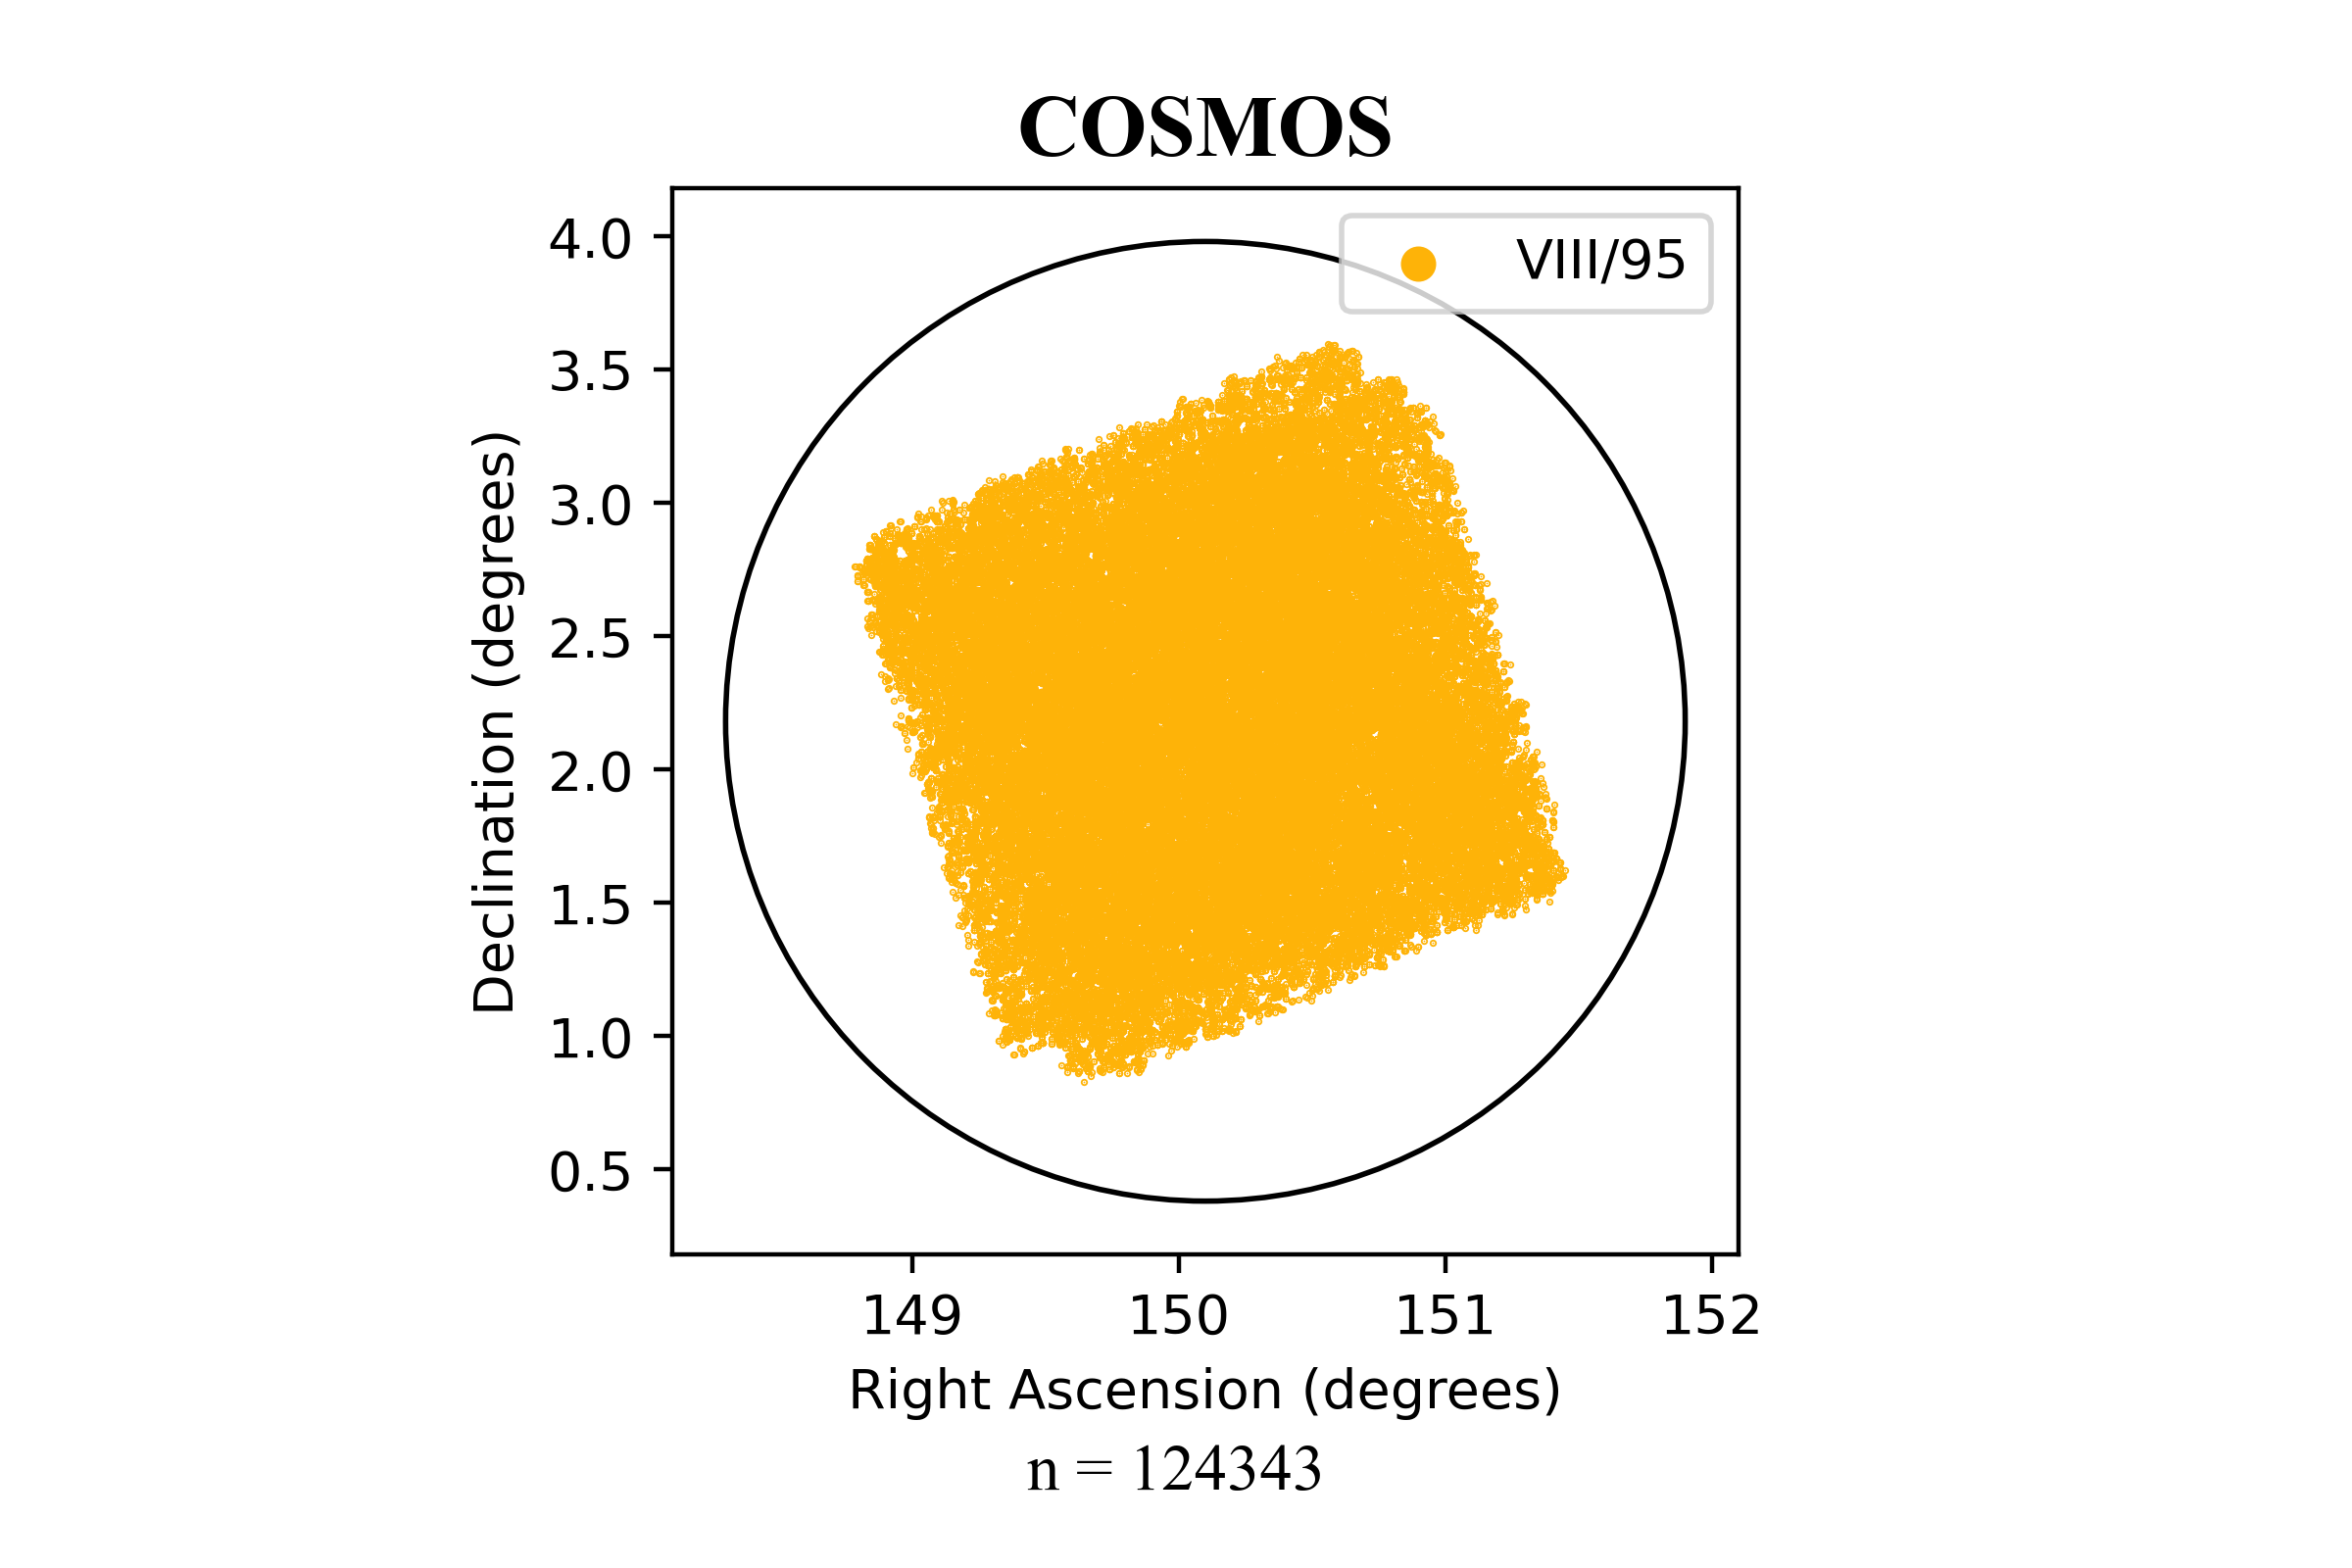 COSMOS
VIII/95
4.0
3.5
3.0
2.5
2.0
1.5
1.0
0.5
Declination (degrees)
149 150 151 152
Right Ascension (degrees)
n = 124343